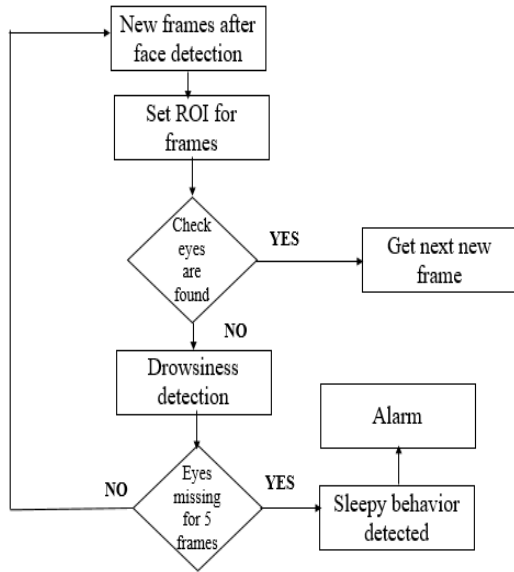 New frames after
face detection
Set ROI for
frames
Check
eyes
are
found
YES
Get next new
frame
NO
Drowsiness
detection
Alarm
Eyes
missing
for 5
frames
NO
YES
Sleepy behavior
detected